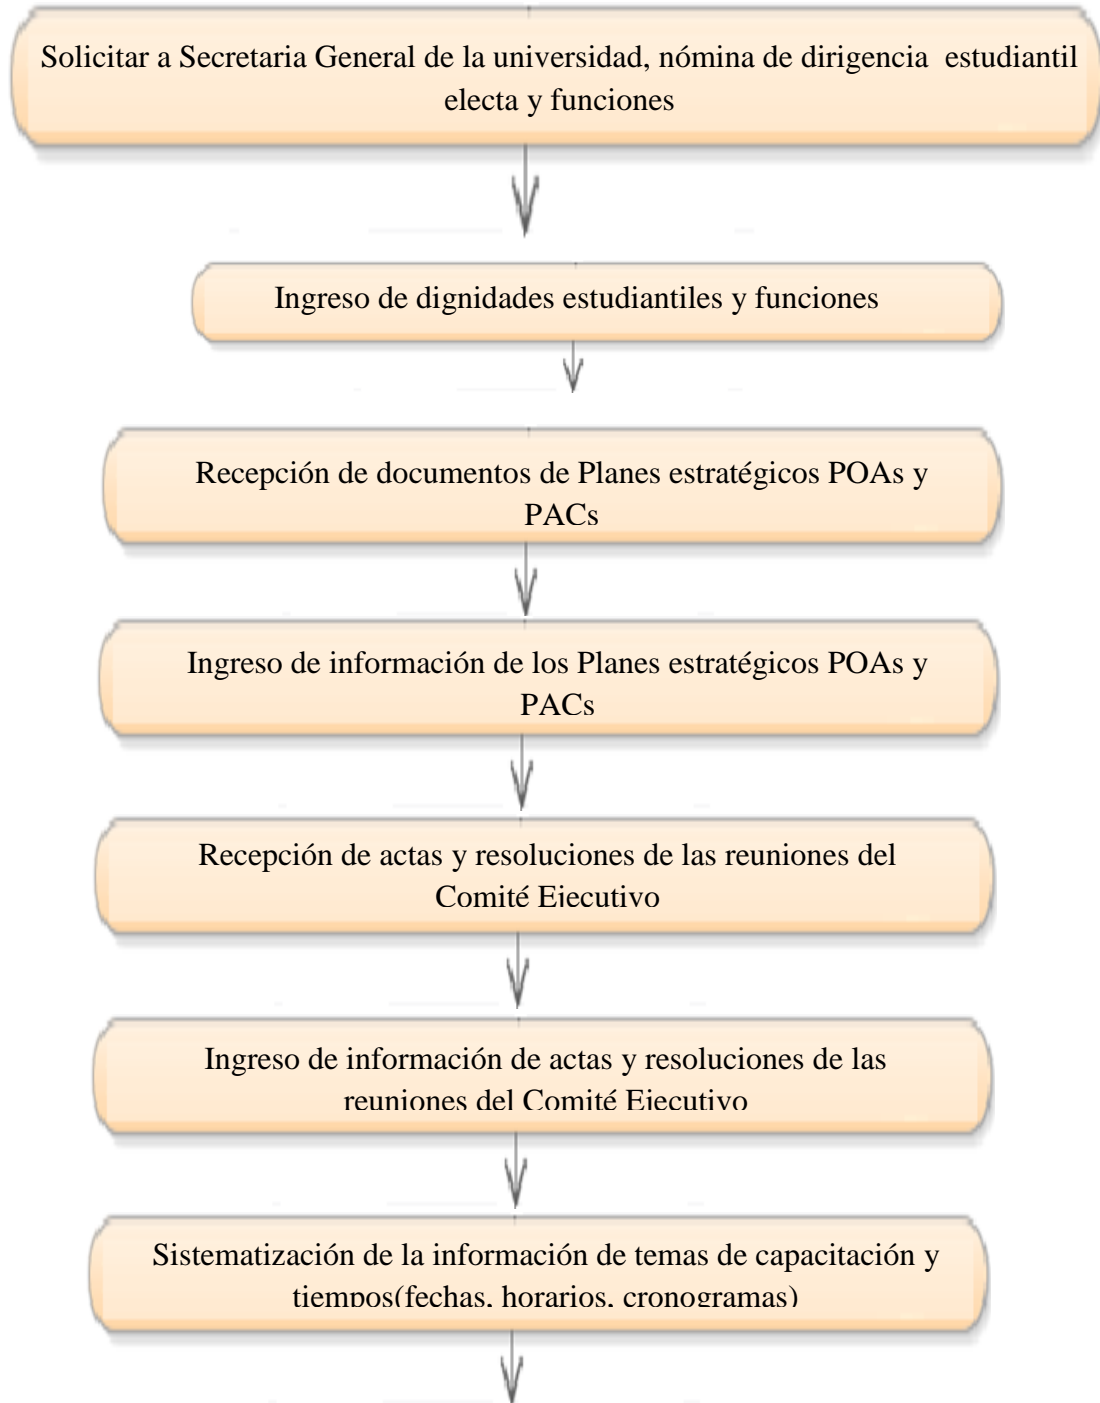 Solicitar a Secretaria General de la universidad, nómina de dirigencia estudiantil
electa y funciones
Ingreso de dignidades estudiantiles y funciones
Recepción de documentos de Planes estratégicos POAs y
PACs
Ingreso de información de los Planes estratégicos POAs y
PACs
Recepción de actas y resoluciones de las reuniones del
Comité Ejecutivo
Ingreso de información de actas y resoluciones de las
reuniones del Comité Ejecutivo
Sistematización de la información de temas de capacitación y
tiempos(fechas, horarios, cronogramas)